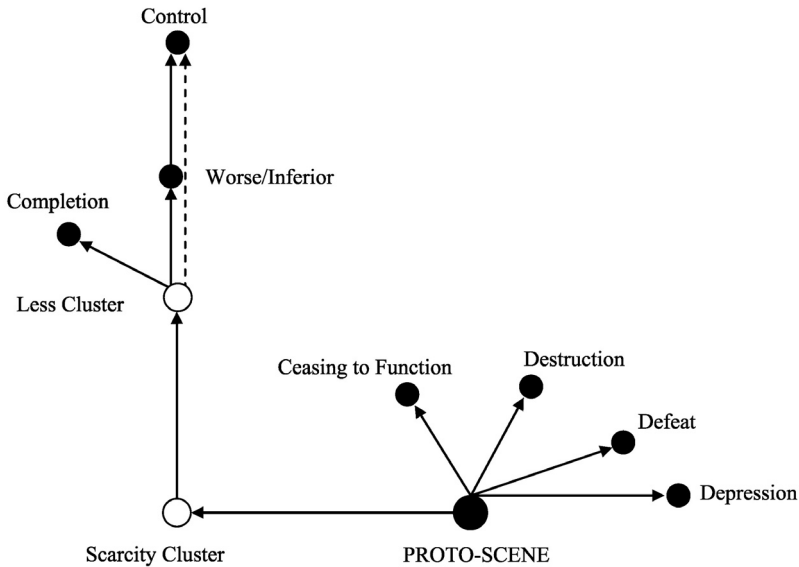 Control
Worse/Inferior
Completion
Less Cluster
Ceasing to Function
Destruction
Defeat
Depression
Scarcity Cluster
PROTO-SCENE